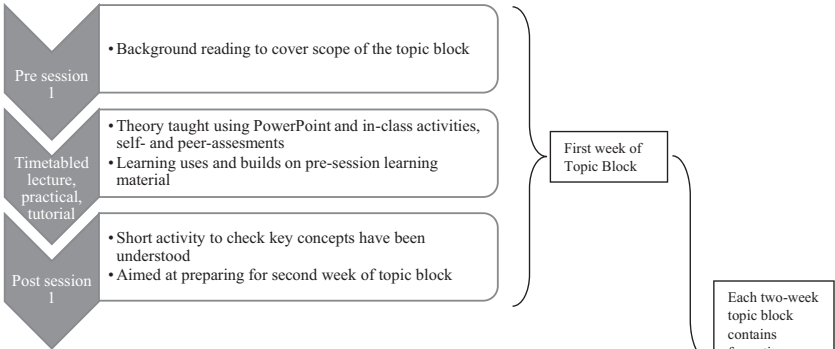 Pre session
1
• Background reading to cover scope of the topic block
Timetabled
lecture,
practical,
tutorial
• Theory taught using PowerPoint and in-class activities,
self- and peer-assesments
• Learning uses and builds on pre-session learning
material
Post session
1
• Short activity to check key concepts have been
understood
• Aimed at preparing for second week of topic block
First week of
Topic Block
Each two-week
topic block
contains